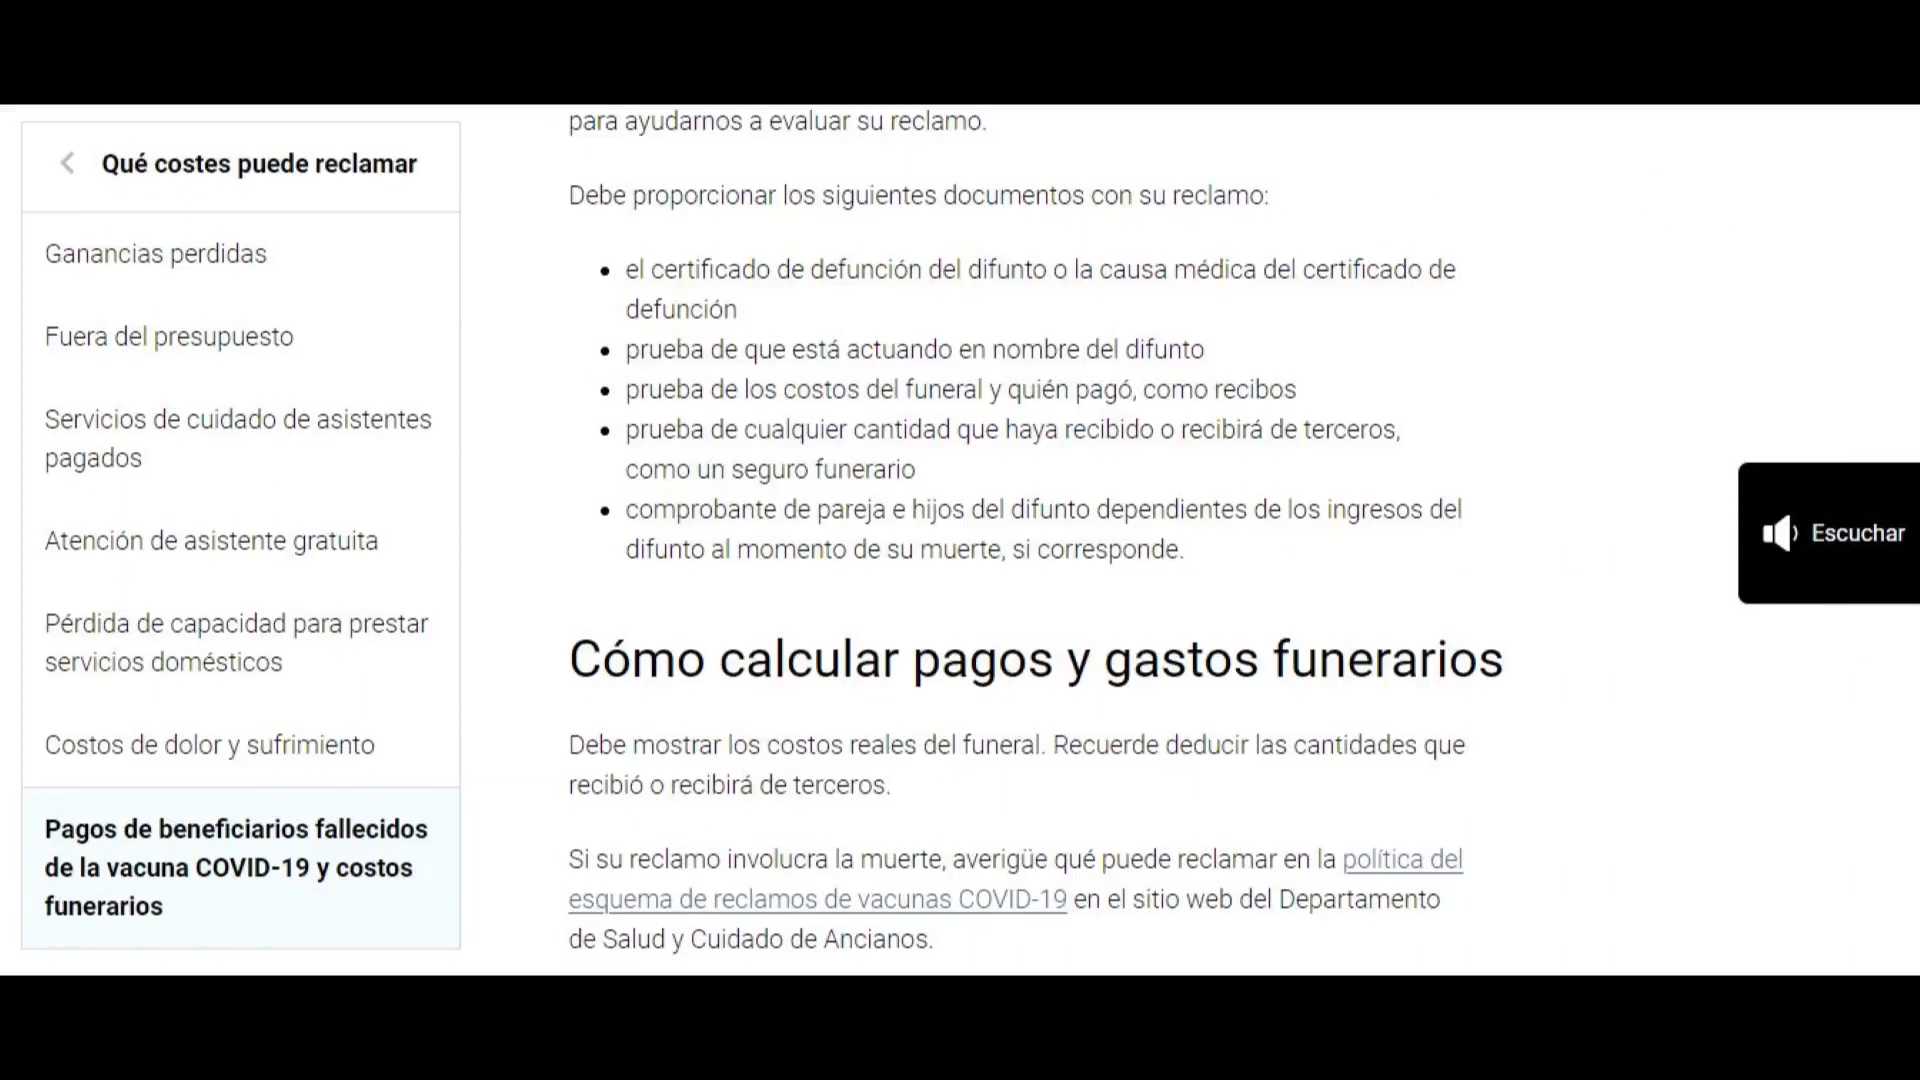 Qué costes puede reclamar
Ganancias perdidas
Fuera del presupuesto
Servicios de cuidado de asistentes
pagados
Atención de asistente gratuita
Pérdida de capacidad para prestar
servicios domésticos
Costos de dolor y sufrimiento
Pagos de beneficiarios fallecidos
de la vacuna COVID-19 y costos
funerarios
para ayudarnos a evaluar su reclamo.
Debe proporcionar los siguientes documentos con su reclamo:
• el certificado de defunción del difunto o la causa médica del certificado de
defunción
• prueba de que está actuando en nombre del difunto
• prueba de los costos del funeral y quién pagó, como recibos
• prueba de cualquier cantidad que haya recibido o recibirá de terceros,
como un seguro funerario
• comprobante de pareja e hijos del difunto dependientes de los ingresos del
difunto al momento de su muerte, si corresponde.
Cómo calcular pagos y gastos funerarios
Debe mostrar los costos reales del funeral. Recuerde deducir las cantidades que
recibió o recibirá de terceros.
Si su reclamo involucra la muerte, averigüe qué puede reclamar en la política del
esquema de reclamos de vacunas COVID-19 en el sitio web del Departamento
de Salud y Cuidado de Ancianos.
Escuchar